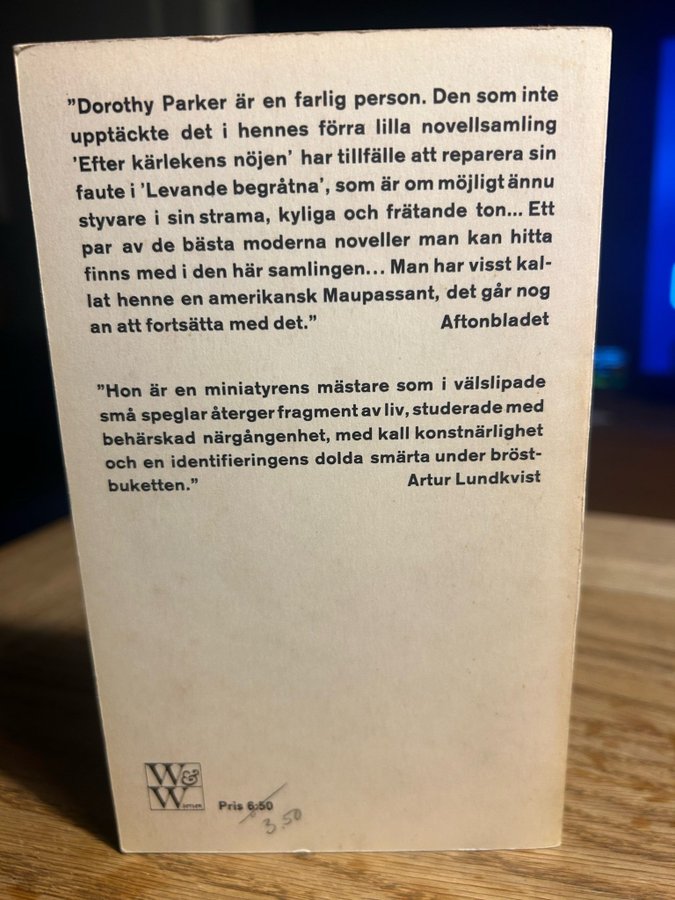 ”Dorothy Parker är en farlig person. Den som inte
upptäckte det i hennes förra lilla novellsamling
’Efter kärlekens nöjen’ har tillfälle att reparera sin
faute i ’Levande begråtna’, som är om möjligt ännu
styvare i sin strama, kyliga och frätande ton... Ett
par av de bästa moderna noveller man kan hitta
finns med i den här samlingen... Man har visst kal-
lat henne en amerikansk Maupassant, det går nog
an att fortsätta med det.” Aftonbladet
”Hon är en miniatyrens mästare som i välslipade
små speglar återger fragment av liv, studerade med
behärskad närgångenhet, med kall konstnärlighet
och en identifieringens dolda smärta under bröst-
buketten.” Artur Lundkvist
W&
W
Pris 6:50
3.50